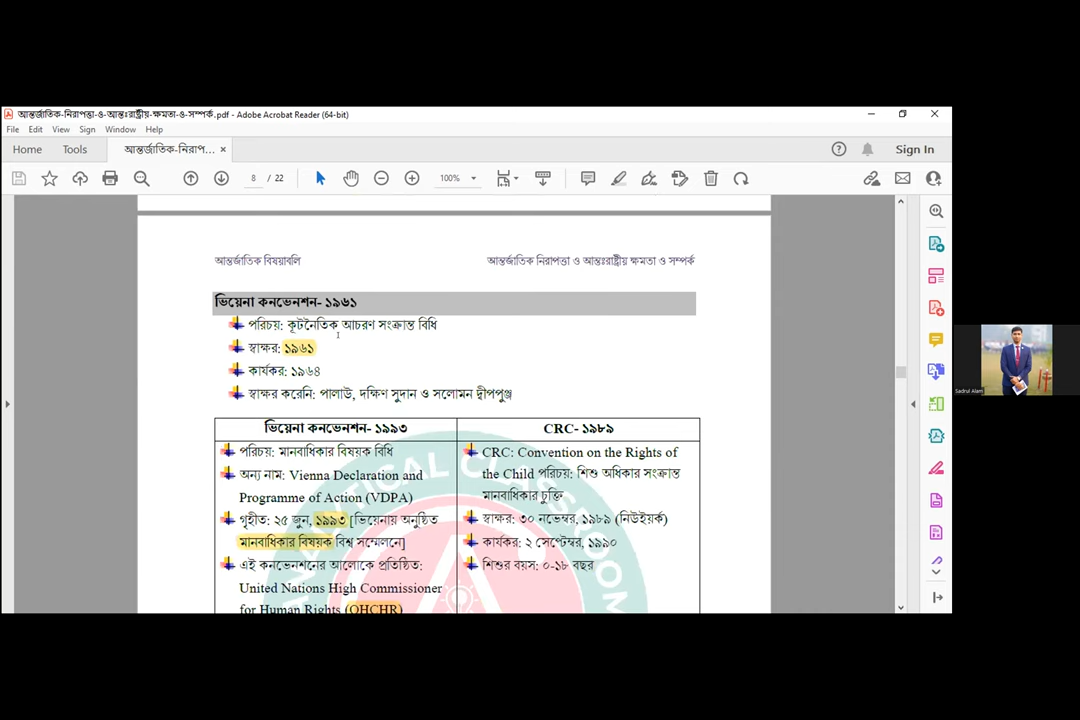 আন্তর্জাতিক-নিরাপত্তা-ও-আন্তঃরাষ্ট্রীয়-ক্ষমতা-ও-সম্পর্ক.pdf - Adobe Acrobat Reader (64-bit)
File Edit View Sign Window Help
Home Tools আন্তর্জাতিক-নিরাপ... × Sign In
8 / 22 100%
আন্তর্জাতিক বিষয়াবলি আন্তর্জাতিক নিরাপত্তা ও আন্তঃরাষ্ট্রীয় ক্ষমতা ও সম্পর্ক
ভিয়েনা কনভেনশন- ১৯৬১
পরিচয়: কূটনৈতিক আচরণ সংক্রান্ত বিধি
স্বাক্ষর: ১৯৬১
কার্যকর: ১৯৬৪
স্বাক্ষর করেনি: পালাউ, দক্ষিণ সুদান ও সলোমন দ্বীপপুঞ্জ
ভিয়েনা কনভেনশন- ১৯৯৩
পরিচয়: মানবাধিকার বিষয়ক বিধি
অন্য নাম: Vienna Declaration and
Programme of Action (VDPA)
গৃহীত: ২৫ জুন, ১৯৯৩ [ভিয়েনায় অনুষ্ঠিত
মানবাধিকার বিষয়ক বিশ্ব সম্মেলনে]
এই কনভেনশনের আলোকে প্রতিষ্ঠিত:
United Nations High Commissioner
for Human Rights (OHCHR)
CRC- ১৯৮৯
CRC: Convention on the Rights of
the Child পরিচয়: শিশু অধিকার সংক্রান্ত
মানবাধিকার চুক্তি
স্বাক্ষর: ৩০ নভেম্বর, ১৯৮৯ (নিউইয়র্ক)
কার্যকর: ২ সেপ্টেম্বর, ১৯৯০
শিশুর বয়স: ০-১৮ বছর
ANALYTICAL CLASSROOM
Sadrul Alam